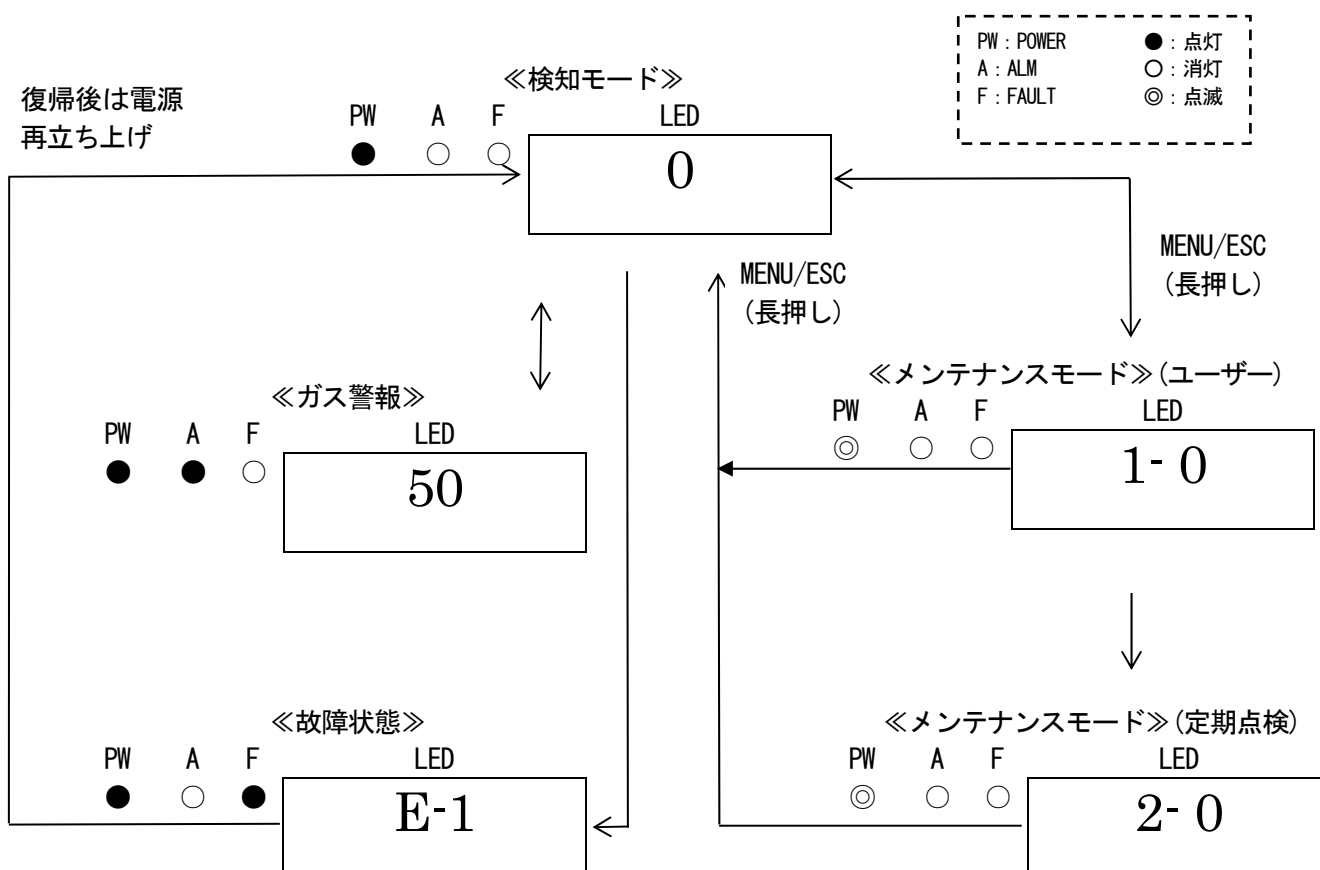 PW:POWER ●:点灯
A:ALM ○:消灯
F:FAULT ◎:点滅
復帰後は電源
再立ち上げ
≪検知モード≫
PW A F LED
● ○ ○ 0
MENU/ESC
(長押し)
MENU/ESC
(長押し)
≪ガス警報≫
PW A F LED
● ● ○ 50
≪メンテナンスモード≫(ユーザー)
PW A F LED
◎ ○ ○ 1- 0
≪故障状態≫
PW A F LED
● ○ ● E-1
≪メンテナンスモード≫(定期点検)
PW A F LED
◎ ○ ○ 2- 0